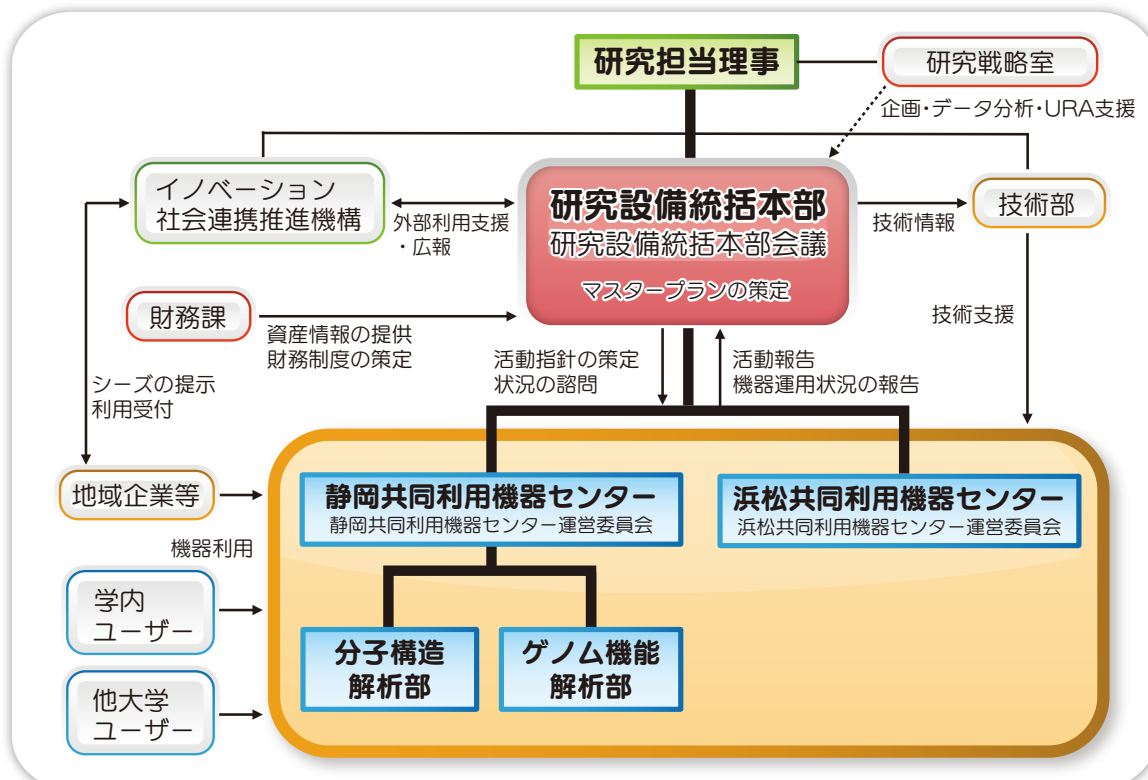 研究担当理事
研究戦略室
企画・データ分析・URA支援
イノベーション
社会連携推進機構
外部利用支援
・広報
研究設備統括本部
研究設備統括本部会議
マスタープランの策定
技術情報
技術部
財務課
資産情報の提供
財務制度の策定
技術支援
シーズの提示
利用受付
活動指針の策定
状況の諮問
活動報告
機器運用状況の報告
地域企業等
静岡共同利用機器センター
静岡共同利用機器センター運営委員会
浜松共同利用機器センター
浜松共同利用機器センター運営委員会
機器利用
学内
ユーザー
分子構造
解析部
ゲノム機能
解析部
他大学
ユーザー